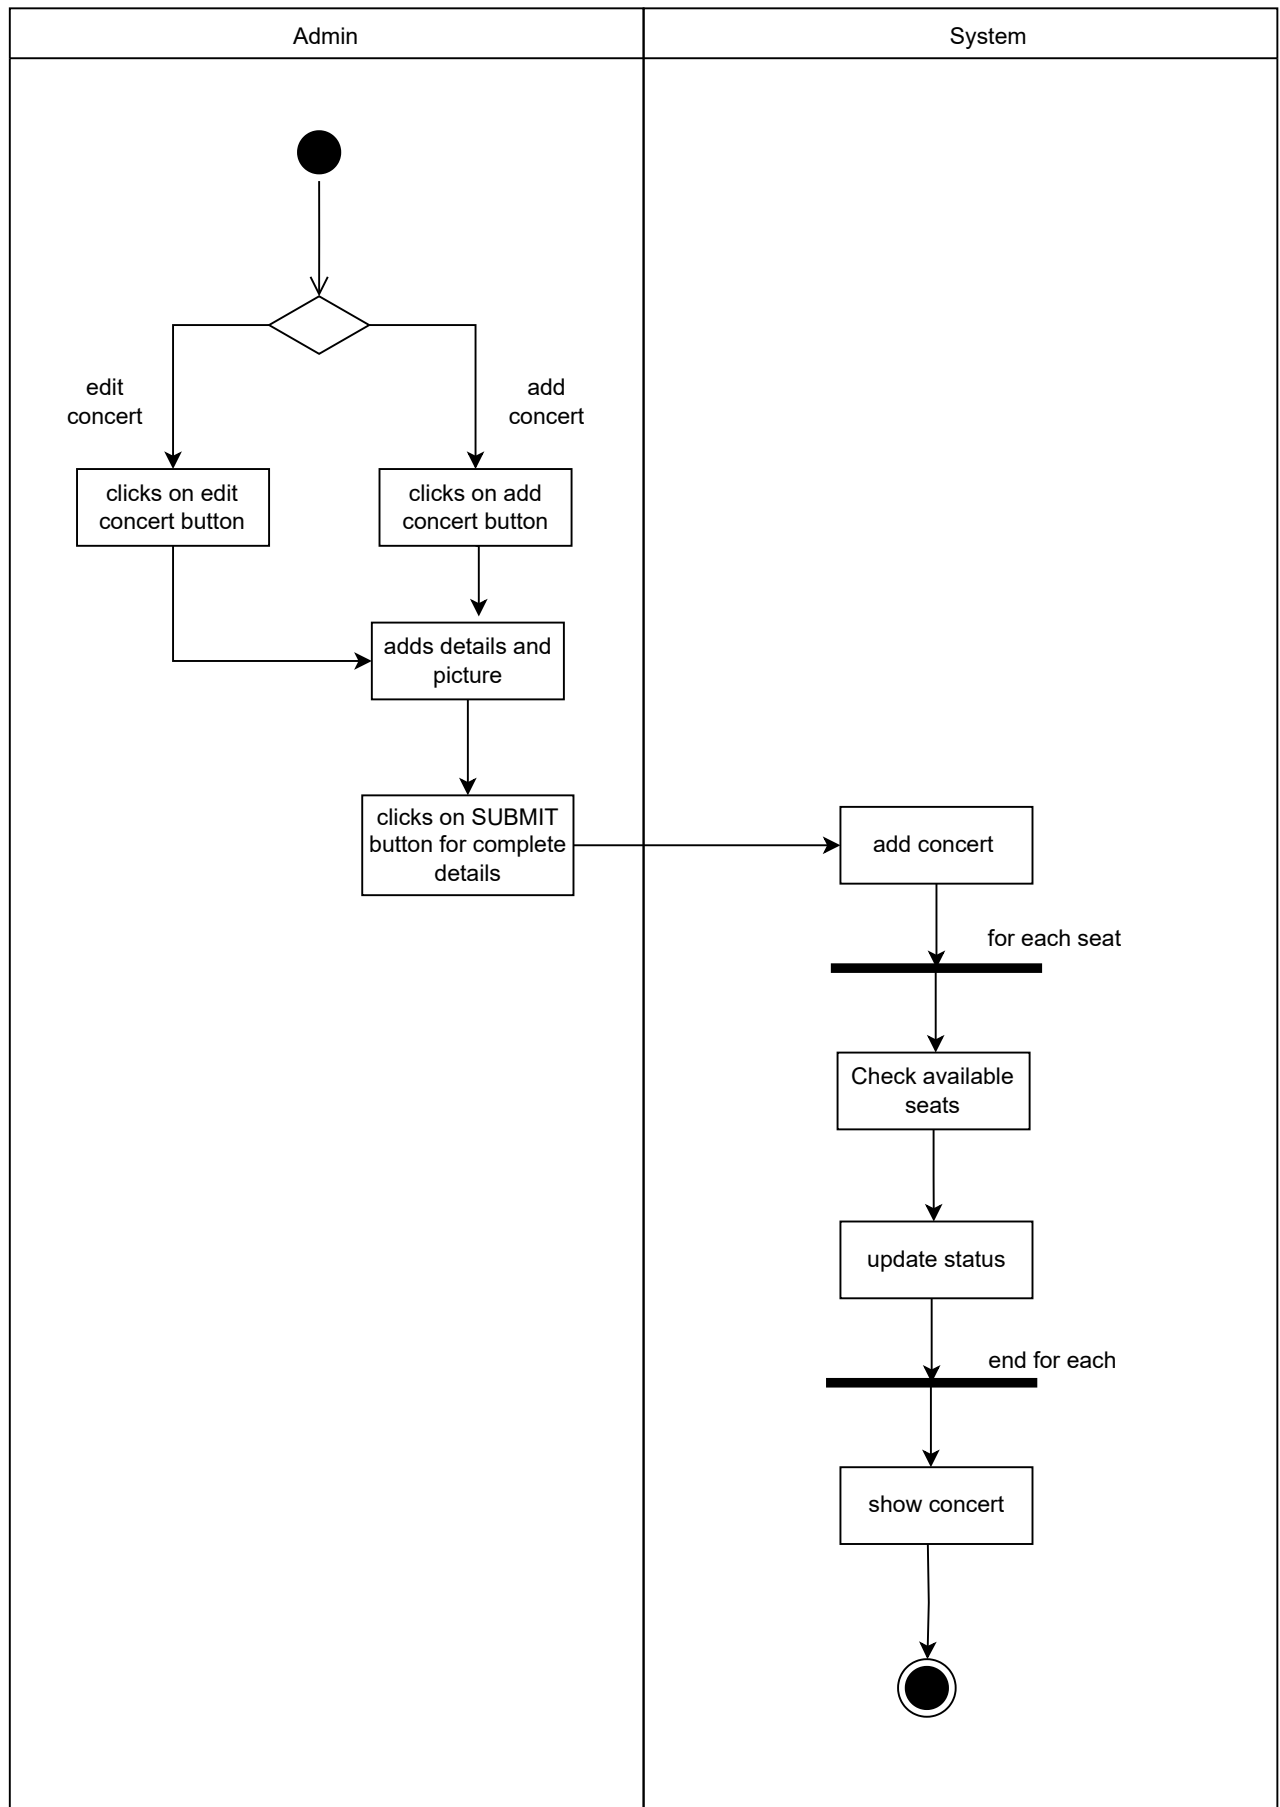 Admin
System
edit
concert
add
concert
clicks on edit
concert button
clicks on add
concert button
adds details and
picture
clicks on SUBMIT
button for complete
details
add concert
for each seat
Check available
seats
update status
end for each
show concert